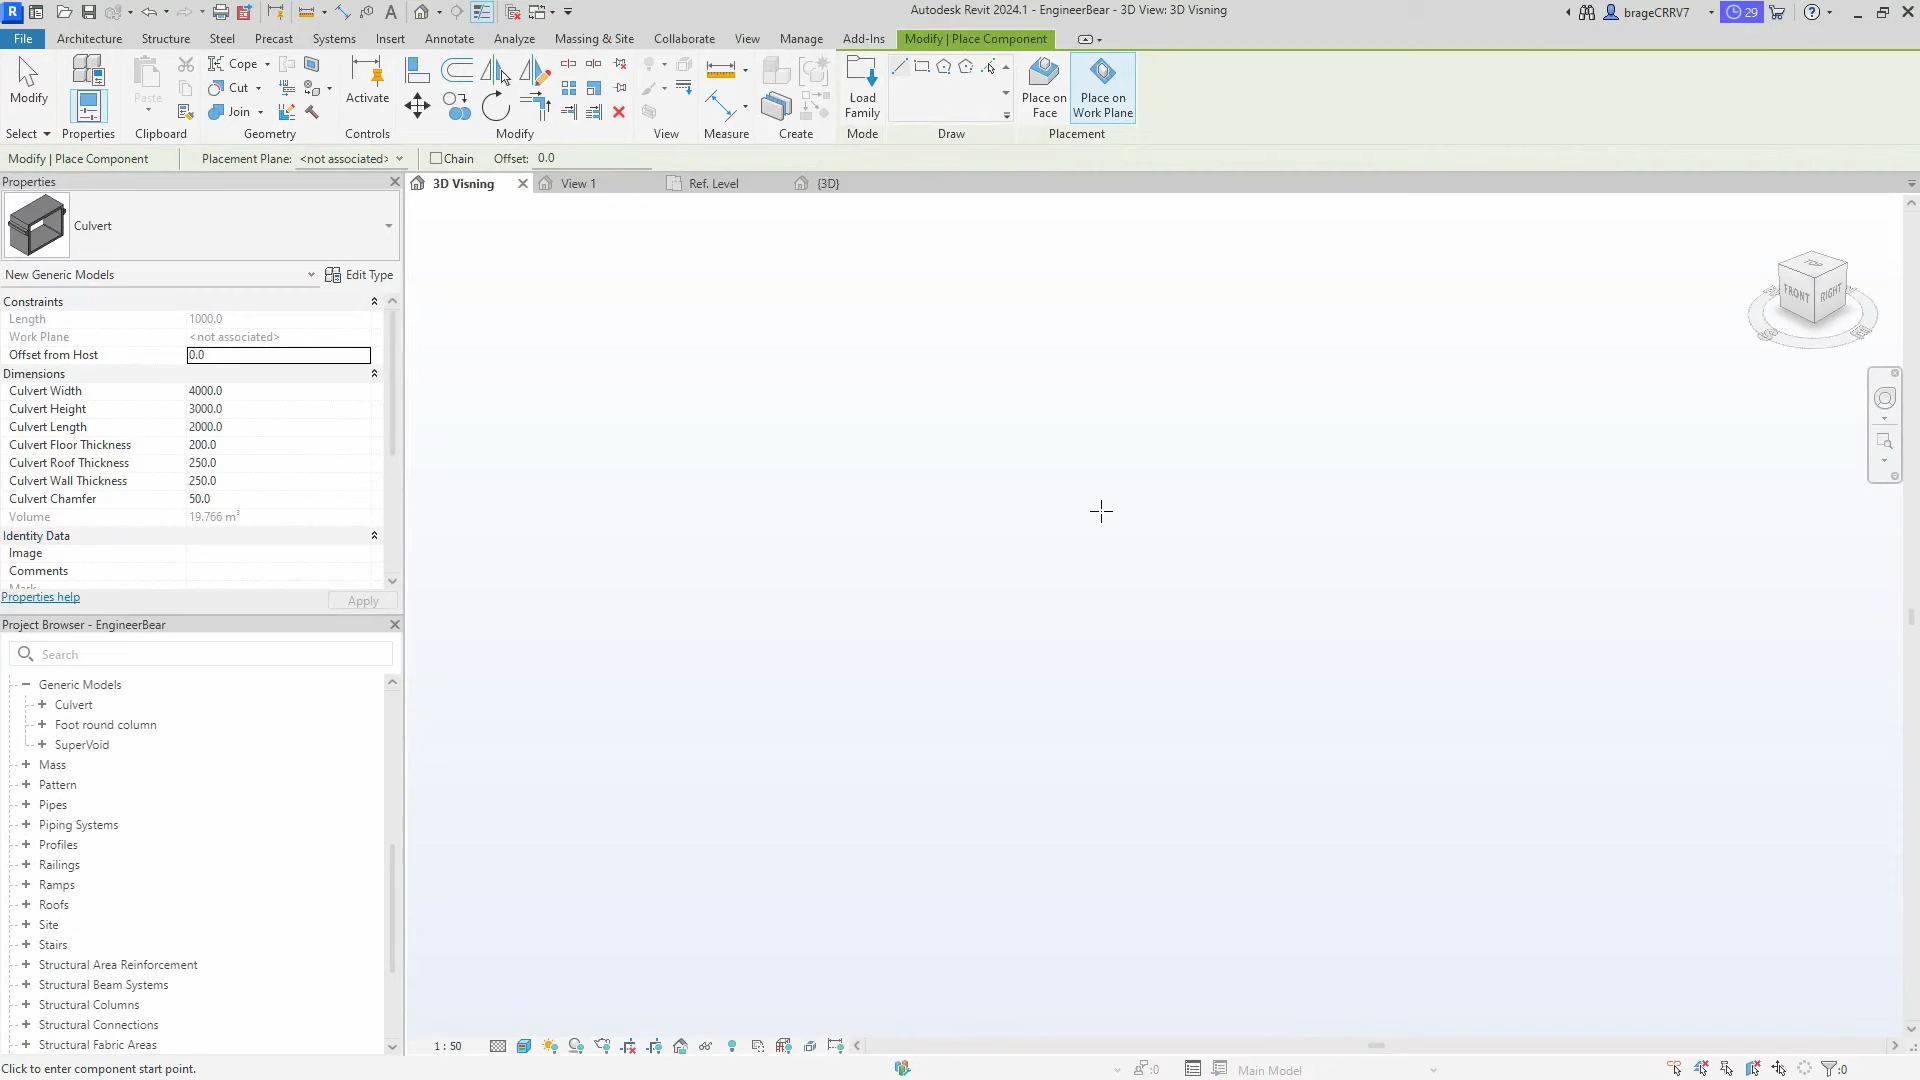 Autodesk Revit 2024.1 - EngineerBear - 3D View: 3D Visning
brageCRRV7
29
File
Architecture
Structure
Steel
Precast
Systems
Insert
Annotate
Analyze
Massing & Site
Collaborate
View
Manage
Add-Ins
Modify | Place Component
Modify
Paste
Cope
Cut
Join
Activate
Load
Family
Place on
Face
Place on
Work Plane
Select
Properties
Clipboard
Geometry
Controls
Modify
View
Measure
Create
Mode
Draw
Placement
Modify | Place Component
Placement Plane: <not associated>
Chain
Offset: 0.0
Properties
Culvert
New Generic Models
Edit Type
Constraints
Length 1000.0
Work Plane <not associated>
Offset from Host 0.0
Dimensions
Culvert Width 4000.0
Culvert Height 3000.0
Culvert Length 2000.0
Culvert Floor Thickness 200.0
Culvert Roof Thickness 250.0
Culvert Wall Thickness 250.0
Culvert Chamfer 50.0
Volume 19.766 m³
Identity Data
Image
Comments
Mark
Properties help
Apply
3D Visning
View 1
Ref. Level
{3D}
TOP
FRONT
RIGHT
Project Browser - EngineerBear
Search
Generic Models
Culvert
Foot round column
SuperVoid
Mass
Pattern
Pipes
Piping Systems
Profiles
Railings
Ramps
Roofs
Site
Stairs
Structural Area Reinforcement
Structural Beam Systems
Structural Columns
Structural Connections
Structural Fabric Areas
1 : 50
Click to enter component start point.
:0
Main Model
:0